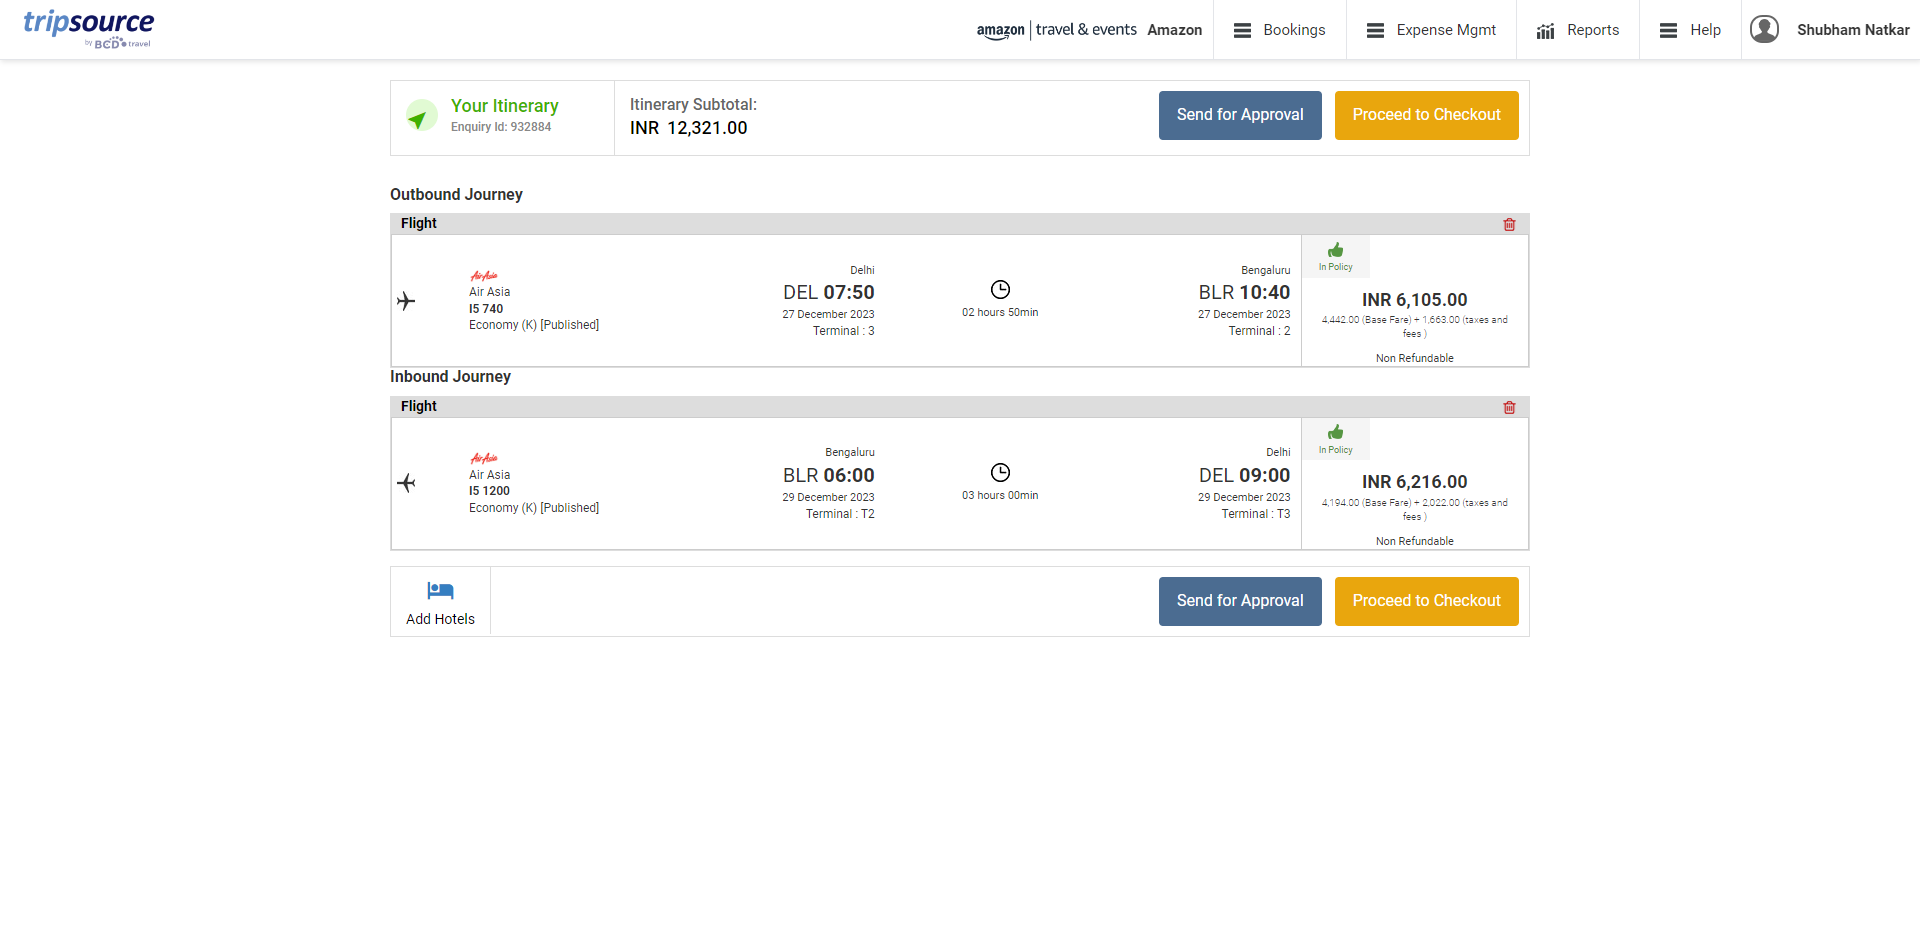 tripsource
by BCD travel
amazon travel & events Amazon
Bookings
Expense Mgmt
Reports
Help
Shubham Natkar
Your Itinerary
Enquiry Id: 932884
Itinerary Subtotal:
INR 12,321.00
Send for Approval
Proceed to Checkout
Outbound Journey
Flight
AirAsia
Air Asia
I5 740
Economy (K) [Published]
Delhi
DEL 07:50
27 December 2023
Terminal : 3
02 hours 50min
Bengaluru
BLR 10:40
27 December 2023
Terminal : 2
In Policy
INR 6,105.00
4,442.00 (Base Fare) + 1,663.00 (taxes and
fees )
Non Refundable
Inbound Journey
Flight
AirAsia
Air Asia
I5 1200
Economy (K) [Published]
Bengaluru
BLR 06:00
29 December 2023
Terminal : T2
03 hours 00min
Delhi
DEL 09:00
29 December 2023
Terminal : T3
In Policy
INR 6,216.00
4,194.00 (Base Fare) + 2,022.00 (taxes and
fees )
Non Refundable
Add Hotels
Send for Approval
Proceed to Checkout